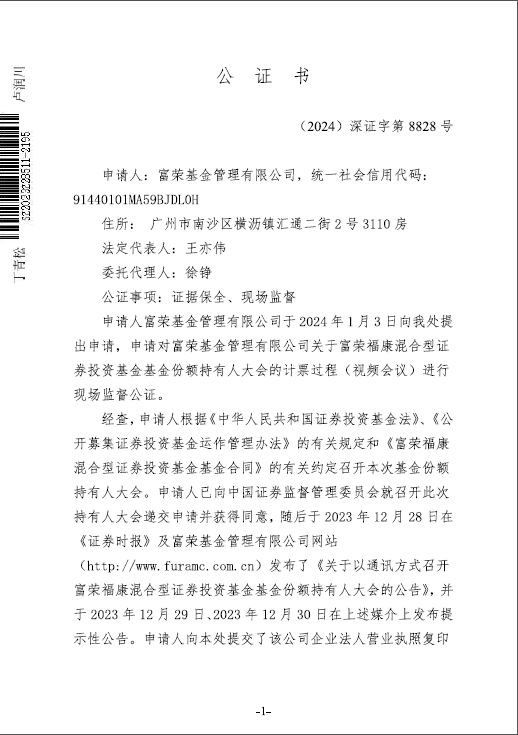 公 证 书
（2024）深证字第 8828 号
申请人：富荣基金管理有限公司，统一社会信用代码：
91440101MA59BJDL0H
住所： 广州市南沙区横沥镇汇通二街 2 号 3110 房
法定代表人：王亦伟
委托代理人：徐铮
公证事项：证据保全、现场监督
申请人富荣基金管理有限公司于 2024 年 1 月 3 日向我处提
出申请，申请对富荣基金管理有限公司关于富荣福康混合型证
券投资基金基金份额持有人大会的计票过程（视频会议）进行
现场监督公证。
经查，申请人根据《中华人民共和国证券投资基金法》、《公
开募集证券投资基金运作管理办法》的有关规定和《富荣福康
混合型证券投资基金基金合同》的有关约定召开本次基金份额
持有人大会。申请人已向中国证券监督管理委员会就召开此次
持有人大会递交申请并获得同意，随后于 2023 年 12 月 28 日在
《证券时报》及富荣基金管理有限公司网站
（http://www.furamc.com.cn）发布了《关于以通讯方式召开
富荣福康混合型证券投资基金基金份额持有人大会的公告》，并
于 2023 年 12 月 29 日、2023 年 12 月 30 日在上述媒介上发布提
示性公告。申请人向本处提交了该公司企业法人营业执照复印
-1-
卢润川
SZ2023229511-2195
丁青松